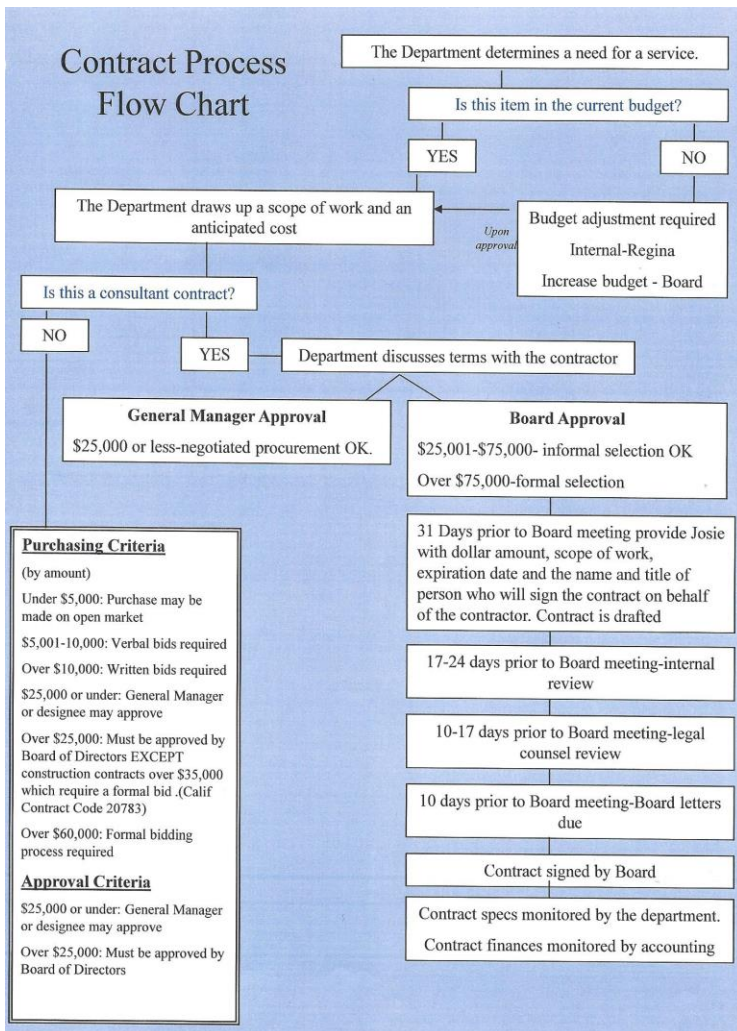 Contract Process
Flow Chart
The Department determines a need for a service.
Is this item in the current budget?
YES
NO
The Department draws up a scope of work and an
anticipated cost
Upon
approval
Budget adjustment required
Internal-Regina
Increase budget - Board
Is this a consultant contract?
NO
YES
Department discusses terms with the contractor
General Manager Approval
$25,000 or less-negotiated procurement OK.
Board Approval
$25,001-$75,000- informal selection OK
Over $75,000-formal selection
31 Days prior to Board meeting provide Josie
with dollar amount, scope of work,
expiration date and the name and title of
person who will sign the contract on behalf
of the contractor. Contract is drafted
17-24 days prior to Board meeting-internal
review
10-17 days prior to Board meeting-legal
counsel review
10 days prior to Board meeting-Board letters
due
Contract signed by Board
Contract specs monitored by the department.
Contract finances monitored by accounting
Purchasing Criteria
(by amount)
Under $5,000: Purchase may be
made on open market
$5,001-10,000: Verbal bids required
Over $10,000: Written bids required
$25,000 or under: General Manager
or designee may approve
Over $25,000: Must be approved by
Board of Directors EXCEPT
construction contracts over $35,000
which require a formal bid .(Calif
Contract Code 20783)
Over $60,000: Formal bidding
process required
Approval Criteria
$25,000 or under: General Manager
or designee may approve
Over $25,000: Must be approved by
Board of Directors